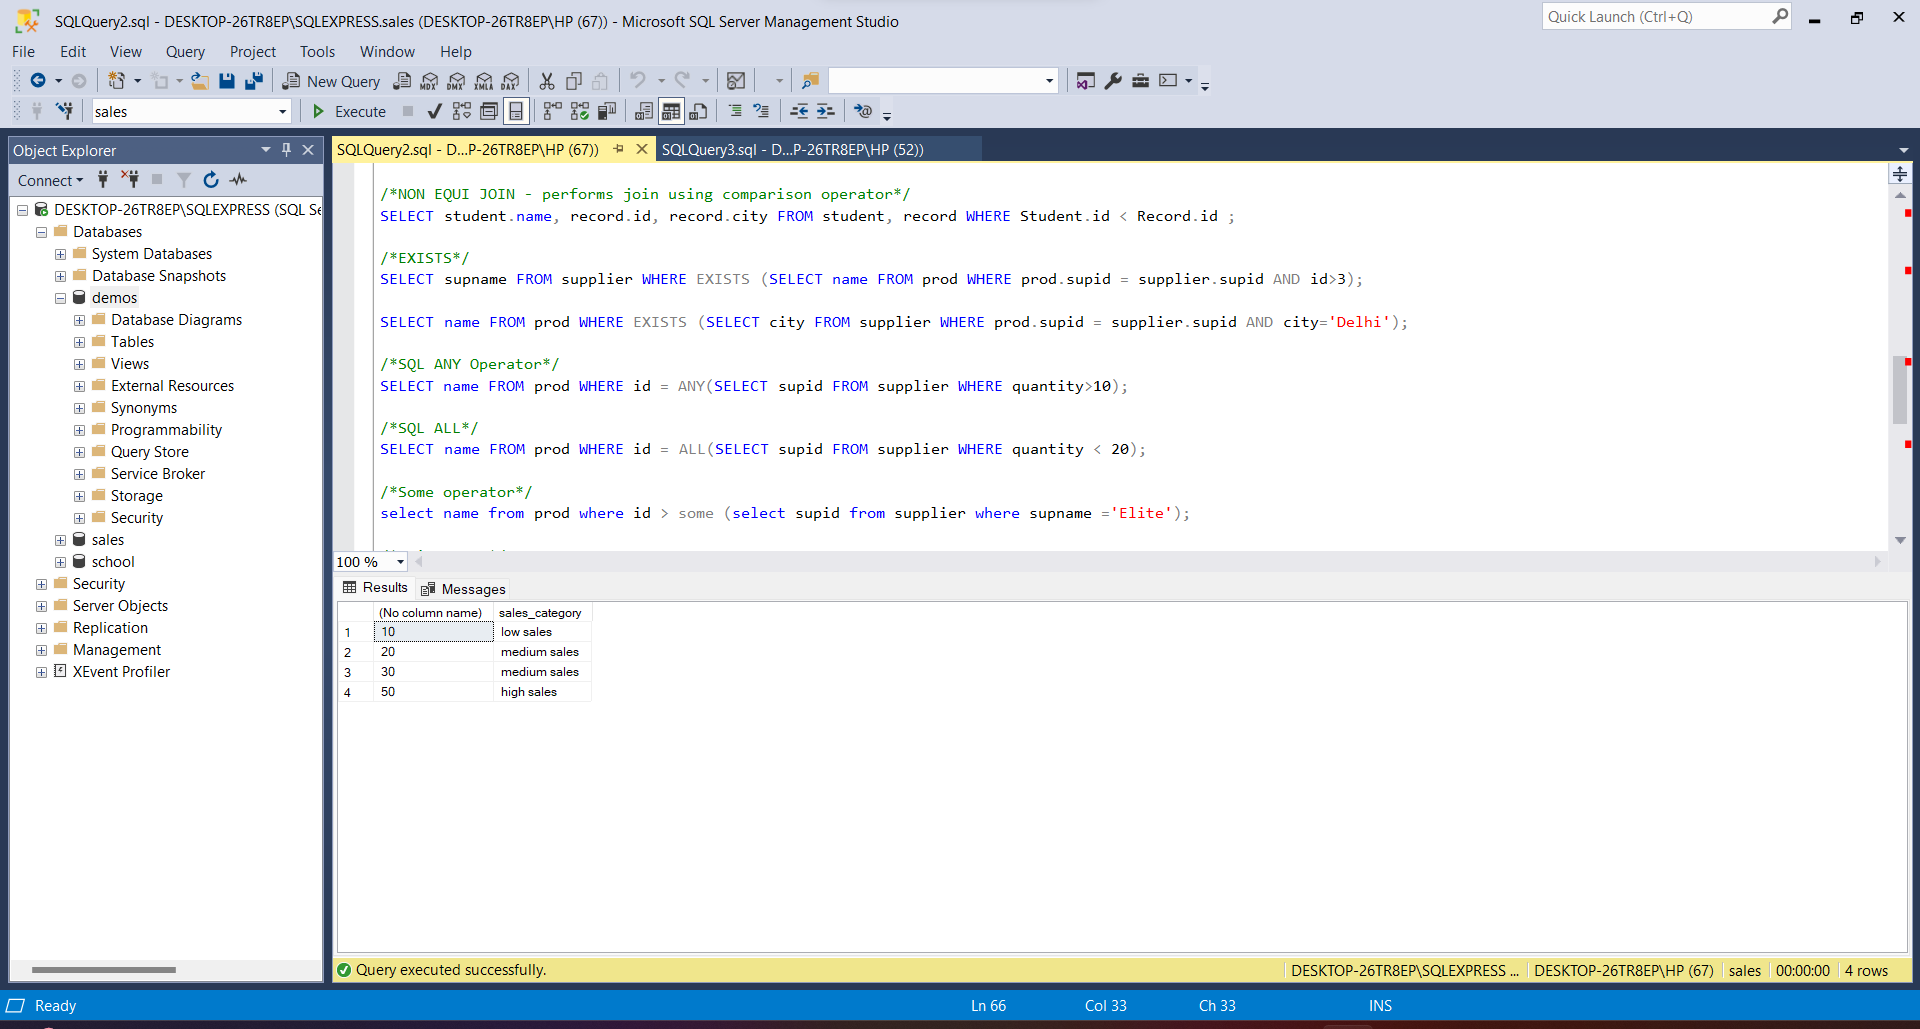 SQLQuery2.sql - DESKTOP-26TR8EP\SQLEXPRESS.sales (DESKTOP-26TR8EP\HP (67)) - Microsoft SQL Server Management Studio
Quick Launch (Ctrl+Q)
File Edit View Query Project Tools Window Help
New Query MDX DMX XMLA DAX
sales Execute
Object Explorer
SQLQuery2.sql - D...P-26TR8EP\HP (67)) SQLQuery3.sql - D...P-26TR8EP\HP (52))
Connect
DESKTOP-26TR8EP\SQLEXPRESS (SQL Se
Databases
System Databases
Database Snapshots
demos
Database Diagrams
Tables
Views
External Resources
Synonyms
Programmability
Query Store
Service Broker
Storage
Security
sales
school
Security
Server Objects
Replication
Management
XEvent Profiler
/*NON EQUI JOIN - performs join using comparison operator*/
SELECT student.name, record.id, record.city FROM student, record WHERE Student.id < Record.id ;
/*EXISTS*/
SELECT supname FROM supplier WHERE EXISTS (SELECT name FROM prod WHERE prod.supid = supplier.supid AND id>3);
SELECT name FROM prod WHERE EXISTS (SELECT city FROM supplier WHERE prod.supid = supplier.supid AND city='Delhi');
/*SQL ANY Operator*/
SELECT name FROM prod WHERE id = ANY(SELECT supid FROM supplier WHERE quantity>10);
/*SQL ALL*/
SELECT name FROM prod WHERE id = ALL(SELECT supid FROM supplier WHERE quantity < 20);
/*Some operator*/
select name from prod where id > some (select supid from supplier where supname ='Elite');
100 %
Results Messages
(No column name) sales_category
1 10 low sales
2 20 medium sales
3 30 medium sales
4 50 high sales
Query executed successfully.
DESKTOP-26TR8EP\SQLEXPRESS ... DESKTOP-26TR8EP\HP (67) sales 00:00:00 4 rows
Ready Ln 66 Col 33 Ch 33 INS